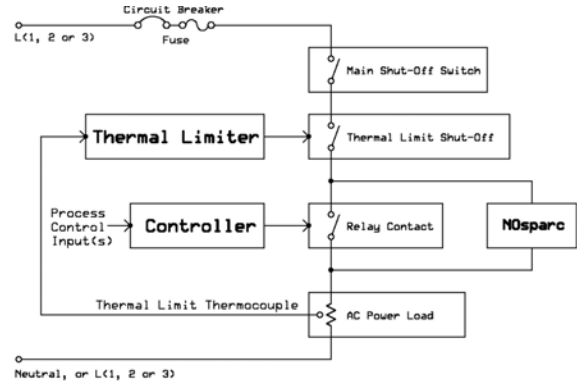 Circuit Breaker
L(1, 2 or 3)
Fuse
Main Shut-Off Switch
Thermal Limiter
Thermal Limit Shut-Off
Process
Control
Input(s)
Controller
Relay Contact
NOsparc
Thermal Limit Thermocouple
AC Power Load
Neutral, or L(1, 2 or 3)